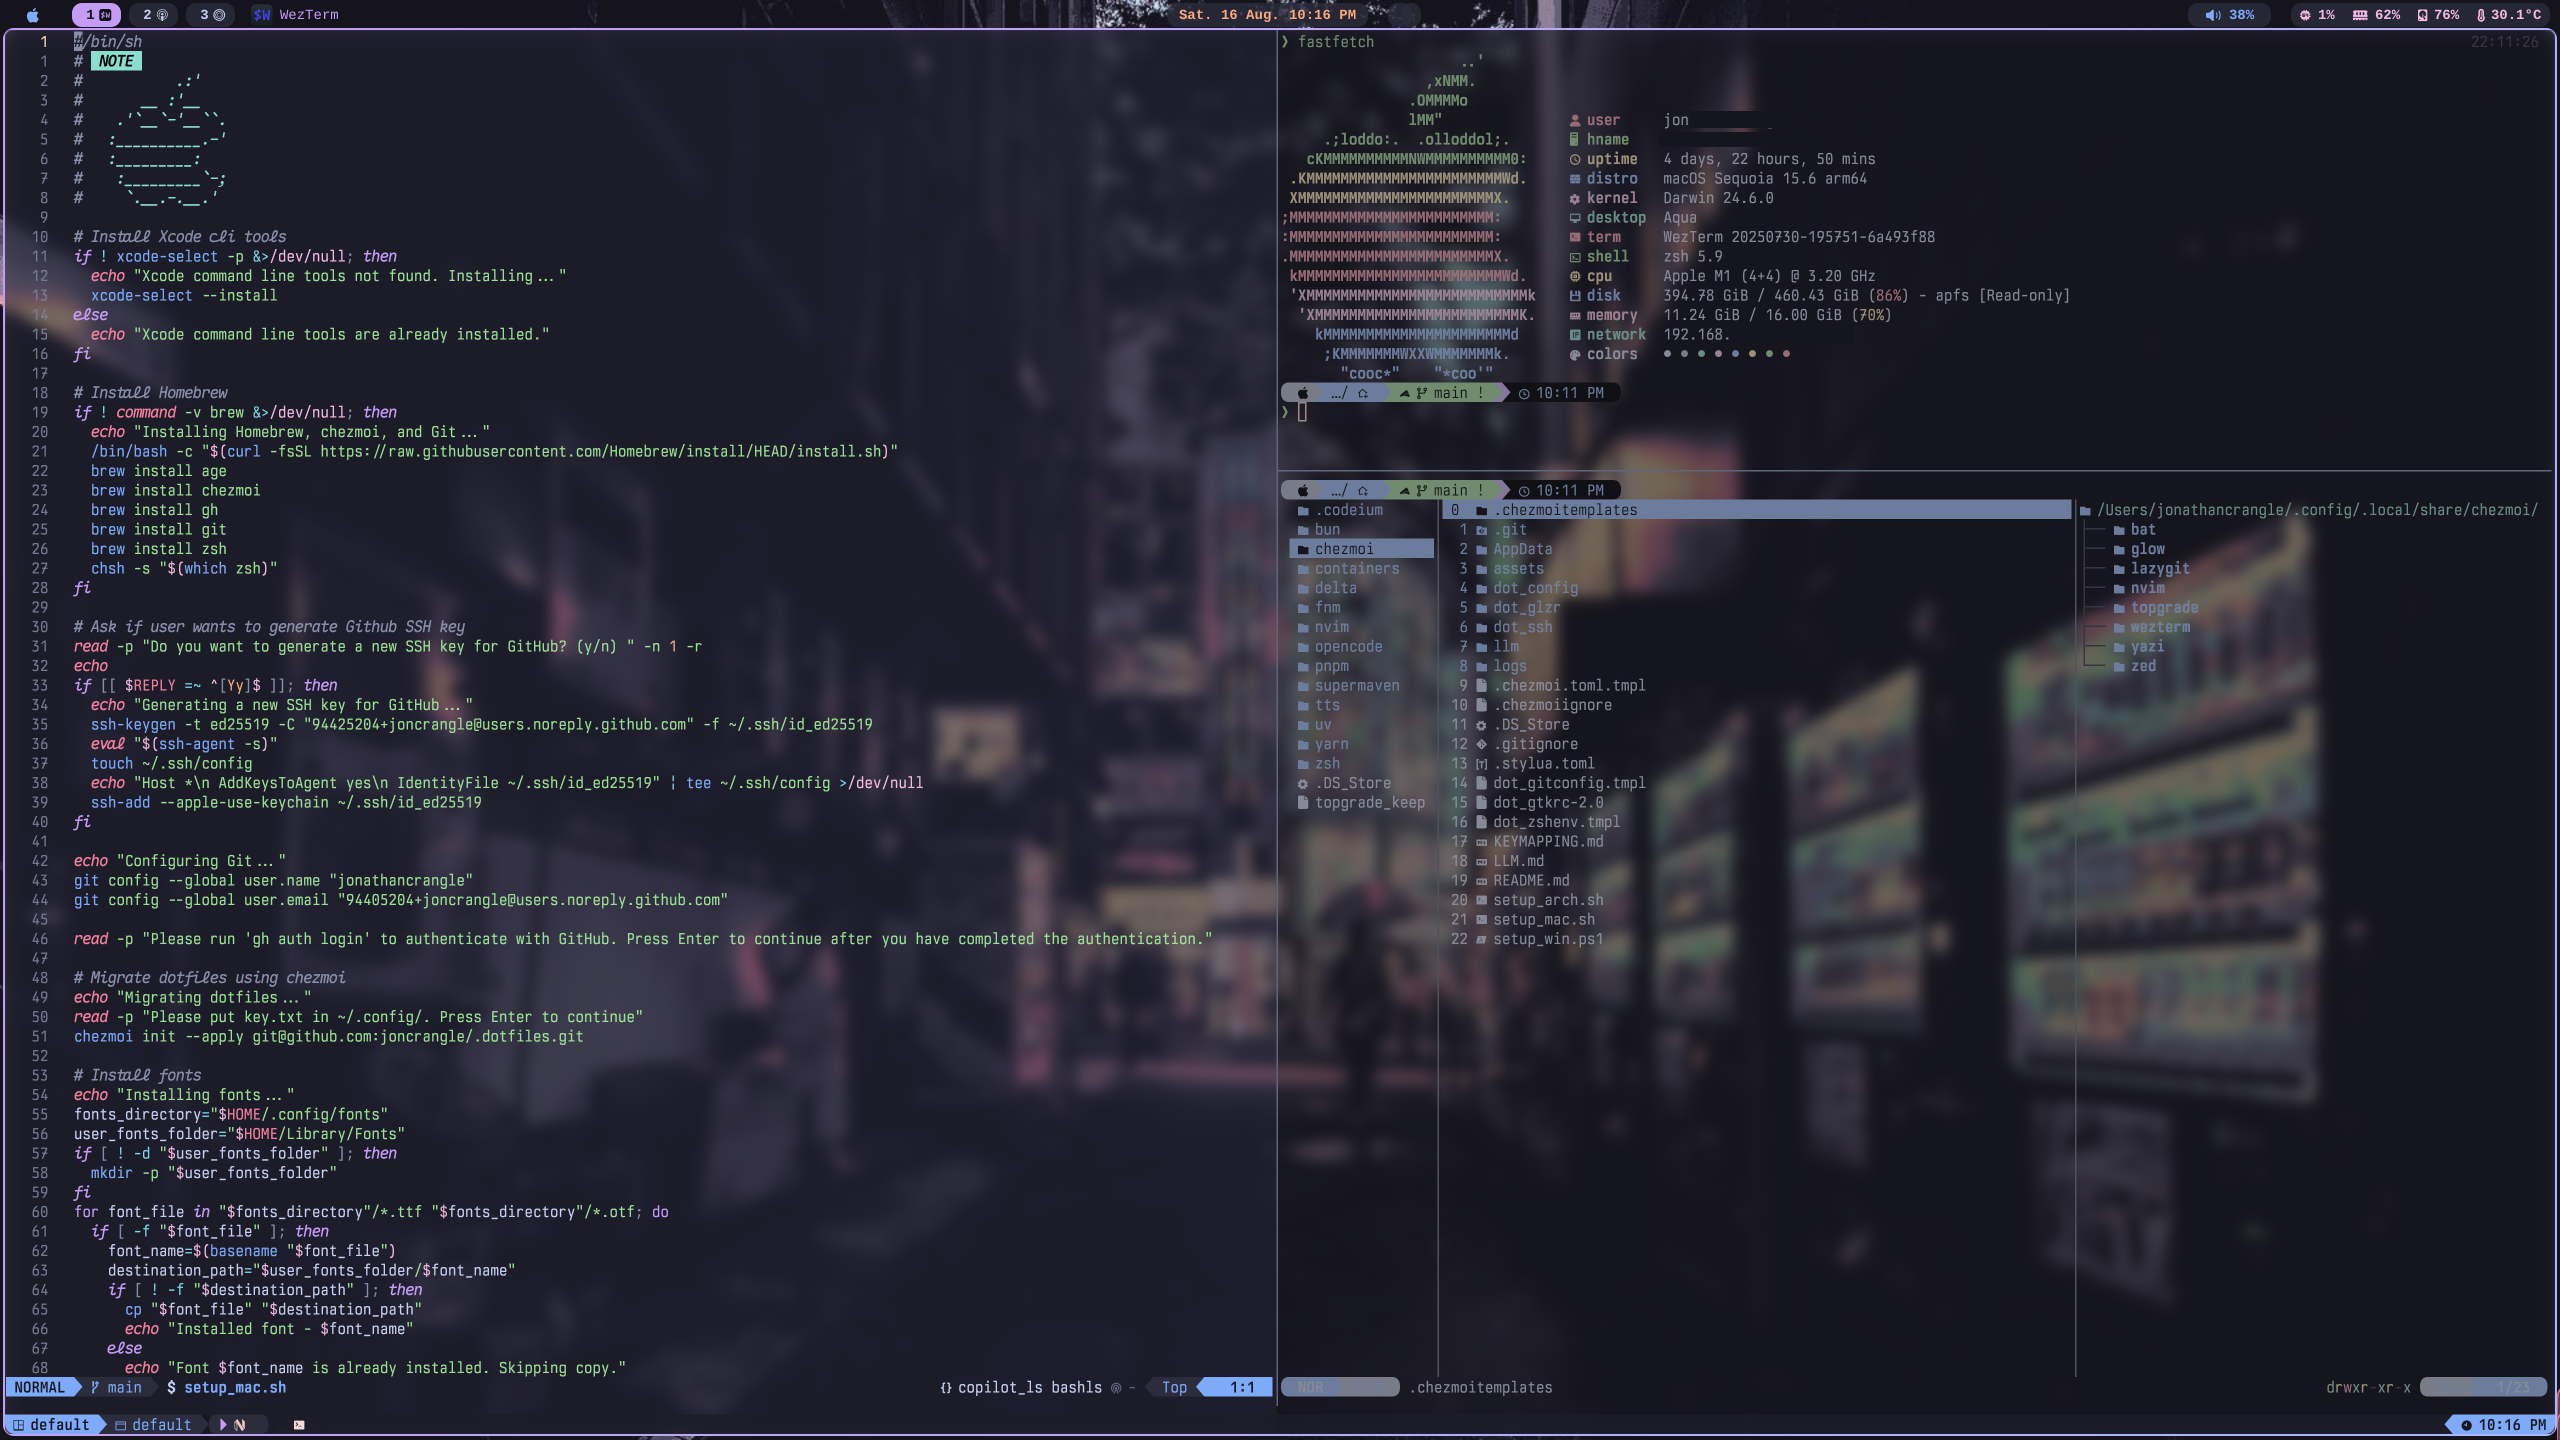 1 2 3 $W WezTerm
Sat. 16 Aug. 10:16 PM
38% 1% 62% 76% 30.1°C
1 #/bin/sh
1 # NOTE
2 # .:'
3 # __ :'__
4 # .'`__`-'__``.
5 # :__________.-'
6 # :_________:
7 # :_________`-;
8 # `.__.-.__.'
9
10 # Install Xcode cli tools
11 if ! xcode-select -p &>/dev/null; then
12 echo "Xcode command line tools not found. Installing..."
13 xcode-select --install
14 else
15 echo "Xcode command line tools are already installed."
16 fi
17
18 # Install Homebrew
19 if ! command -v brew &>/dev/null; then
20 echo "Installing Homebrew, chezmoi, and Git..."
21 /bin/bash -c "$(curl -fsSL https://raw.githubusercontent.com/Homebrew/install/HEAD/install.sh)"
22 brew install age
23 brew install chezmoi
24 brew install gh
25 brew install git
26 brew install zsh
27 chsh -s "$(which zsh)"
28 fi
29
30 # Ask if user wants to generate Github SSH key
31 read -p "Do you want to generate a new SSH key for GitHub? (y/n) " -n 1 -r
32 echo
33 if [[ $REPLY =~ ^[Yy]$ ]]; then
34 echo "Generating a new SSH key for GitHub..."
35 ssh-keygen -t ed25519 -C "94425204+joncrangle@users.noreply.github.com" -f ~/.ssh/id_ed25519
36 eval "$(ssh-agent -s)"
37 touch ~/.ssh/config
38 echo "Host *\n AddKeysToAgent yes\n IdentityFile ~/.ssh/id_ed25519" | tee ~/.ssh/config >/dev/null
39 ssh-add --apple-use-keychain ~/.ssh/id_ed25519
40 fi
41
42 echo "Configuring Git..."
43 git config --global user.name "jonathancrangle"
44 git config --global user.email "94405204+joncrangle@users.noreply.github.com"
45
46 read -p "Please run 'gh auth login' to authenticate with GitHub. Press Enter to continue after you have completed the authentication."
47
48 # Migrate dotfiles using chezmoi
49 echo "Migrating dotfiles..."
50 read -p "Please put key.txt in ~/.config/. Press Enter to continue"
51 chezmoi init --apply git@github.com:joncrangle/.dotfiles.git
52
53 # Install fonts
54 echo "Installing fonts..."
55 fonts_directory="$HOME/.config/fonts"
56 user_fonts_folder="$HOME/Library/Fonts"
57 if [ ! -d "$user_fonts_folder" ]; then
58 mkdir -p "$user_fonts_folder"
59 fi
60 for font_file in "$fonts_directory"/*.ttf "$fonts_directory"/*.otf; do
61 if [ -f "$font_file" ]; then
62 font_name=$(basename "$font_file")
63 destination_path="$user_fonts_folder/$font_name"
64 if [ ! -f "$destination_path" ]; then
65 cp "$font_file" "$destination_path"
66 echo "Installed font - $font_name"
67 else
68 echo "Font $font_name is already installed. Skipping copy."
NORMAL main $ setup_mac.sh {} copilot_ls bashls - Top 1:1
❯ fastfetch 22:11:26
..'
,xNMM.
.OMMMMo
lMM"
.;loddo:. .olloddol;.
cKMMMMMMMMMMNWMMMMMMMMMM0:
.KMMMMMMMMMMMMMMMMMMMMMMMWd.
XMMMMMMMMMMMMMMMMMMMMMMMX.
;MMMMMMMMMMMMMMMMMMMMMMMM:
:MMMMMMMMMMMMMMMMMMMMMMMM:
.MMMMMMMMMMMMMMMMMMMMMMMMX.
kMMMMMMMMMMMMMMMMMMMMMMMMWd.
'XMMMMMMMMMMMMMMMMMMMMMMMMMMk
'XMMMMMMMMMMMMMMMMMMMMMMMMK.
kMMMMMMMMMMMMMMMMMMMMMMd
;KMMMMMMMWXXWMMMMMMMk.
"cooc*" "*coo'"
user jon
hname
uptime 4 days, 22 hours, 50 mins
distro macOS Sequoia 15.6 arm64
kernel Darwin 24.6.0
desktop Aqua
term WezTerm 20250730-195751-6a493f88
shell zsh 5.9
cpu Apple M1 (4+4) @ 3.20 GHz
disk 394.78 GiB / 460.43 GiB (86%) - apfs [Read-only]
memory 11.24 GiB / 16.00 GiB (70%)
network 192.168.
colors
…/ main ! 10:11 PM
❯
…/ main ! 10:11 PM
.codeium
bun
chezmoi
containers
delta
fnm
nvim
opencode
pnpm
supermaven
tts
uv
yarn
zsh
.DS_Store
topgrade_keep
0 .chezmoitemplates
1 .git
2 AppData
3 assets
4 dot_config
5 dot_glzr
6 dot_ssh
7 llm
8 logs
9 .chezmoi.toml.tmpl
10 .chezmoiignore
11 .DS_Store
12 .gitignore
13 .stylua.toml
14 dot_gitconfig.tmpl
15 dot_gtkrc-2.0
16 dot_zshenv.tmpl
17 KEYMAPPING.md
18 LLM.md
19 README.md
20 setup_arch.sh
21 setup_mac.sh
22 setup_win.ps1
/Users/jonathancrangle/.config/.local/share/chezmoi/
bat
glow
lazygit
nvim
topgrade
wezterm
yazi
zed
NOR .chezmoitemplates drwxr-xr-x 1/23
default default 10:16 PM